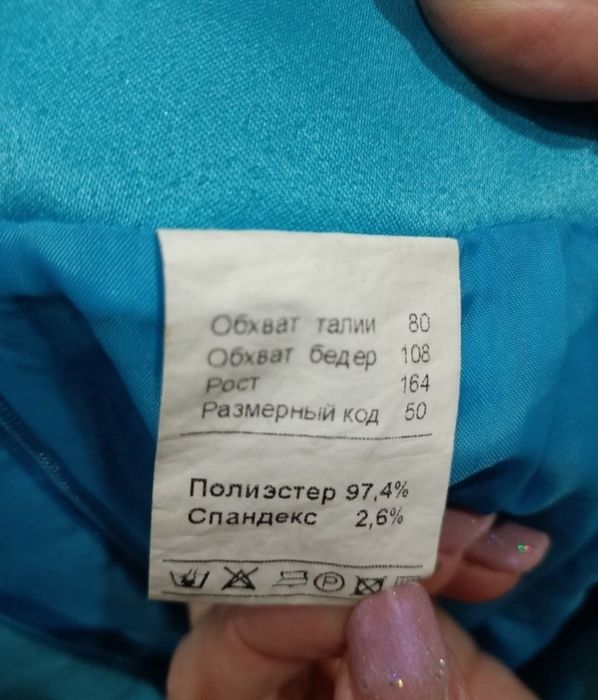 Обхват талии 80
Обхват бедер 108
Рост 164
Размерный код 50
Полиэстер 97,4%
Спандекс 2,6%
P